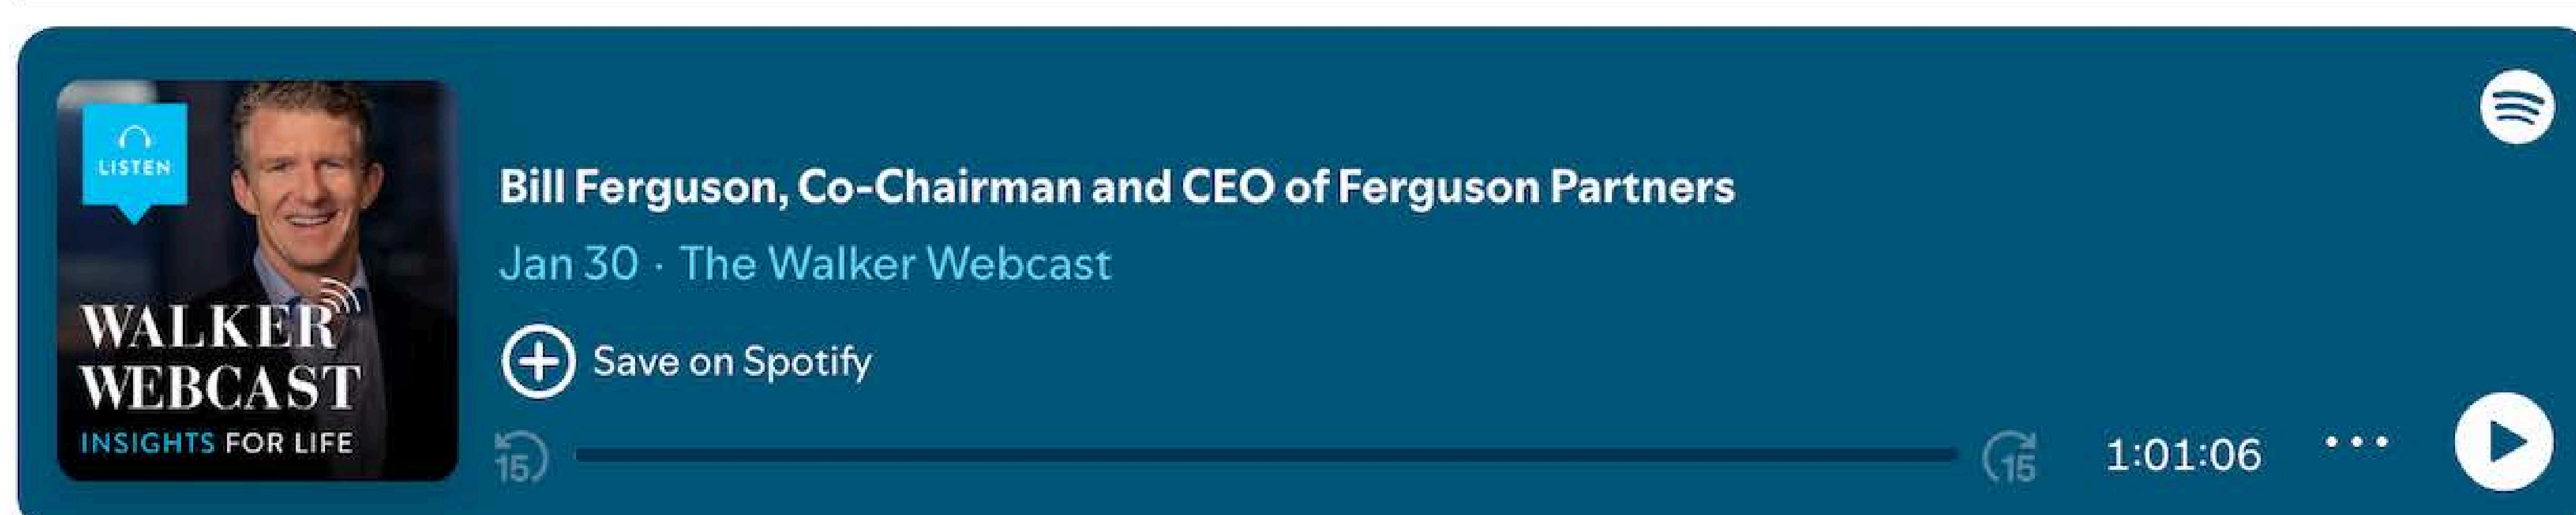 LISTEN
WALKER
WEBCAST
INSIGHTS FOR LIFE
Bill Ferguson, Co-Chairman and CEO of Ferguson Partners
Jan 30 · The Walker Webcast
Save on Spotify
15
15
1:01:06